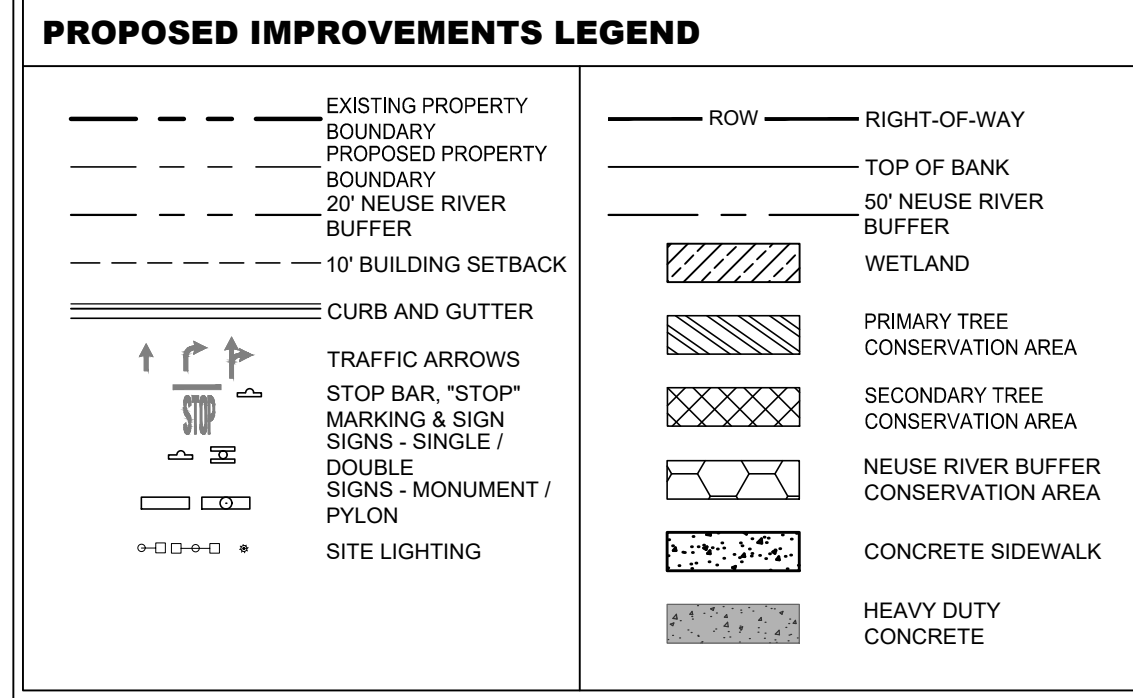 PROPOSED IMPROVEMENTS LEGEND
EXISTING PROPERTY
BOUNDARY
PROPOSED PROPERTY
BOUNDARY
20' NEUSE RIVER
BUFFER
10' BUILDING SETBACK
CURB AND GUTTER
TRAFFIC ARROWS
STOP
STOP BAR, "STOP"
MARKING & SIGN
SIGNS - SINGLE /
DOUBLE
SIGNS - MONUMENT /
PYLON
SITE LIGHTING
ROW
RIGHT-OF-WAY
TOP OF BANK
50' NEUSE RIVER
BUFFER
WETLAND
PRIMARY TREE
CONSERVATION AREA
SECONDARY TREE
CONSERVATION AREA
NEUSE RIVER BUFFER
CONSERVATION AREA
CONCRETE SIDEWALK
HEAVY DUTY
CONCRETE